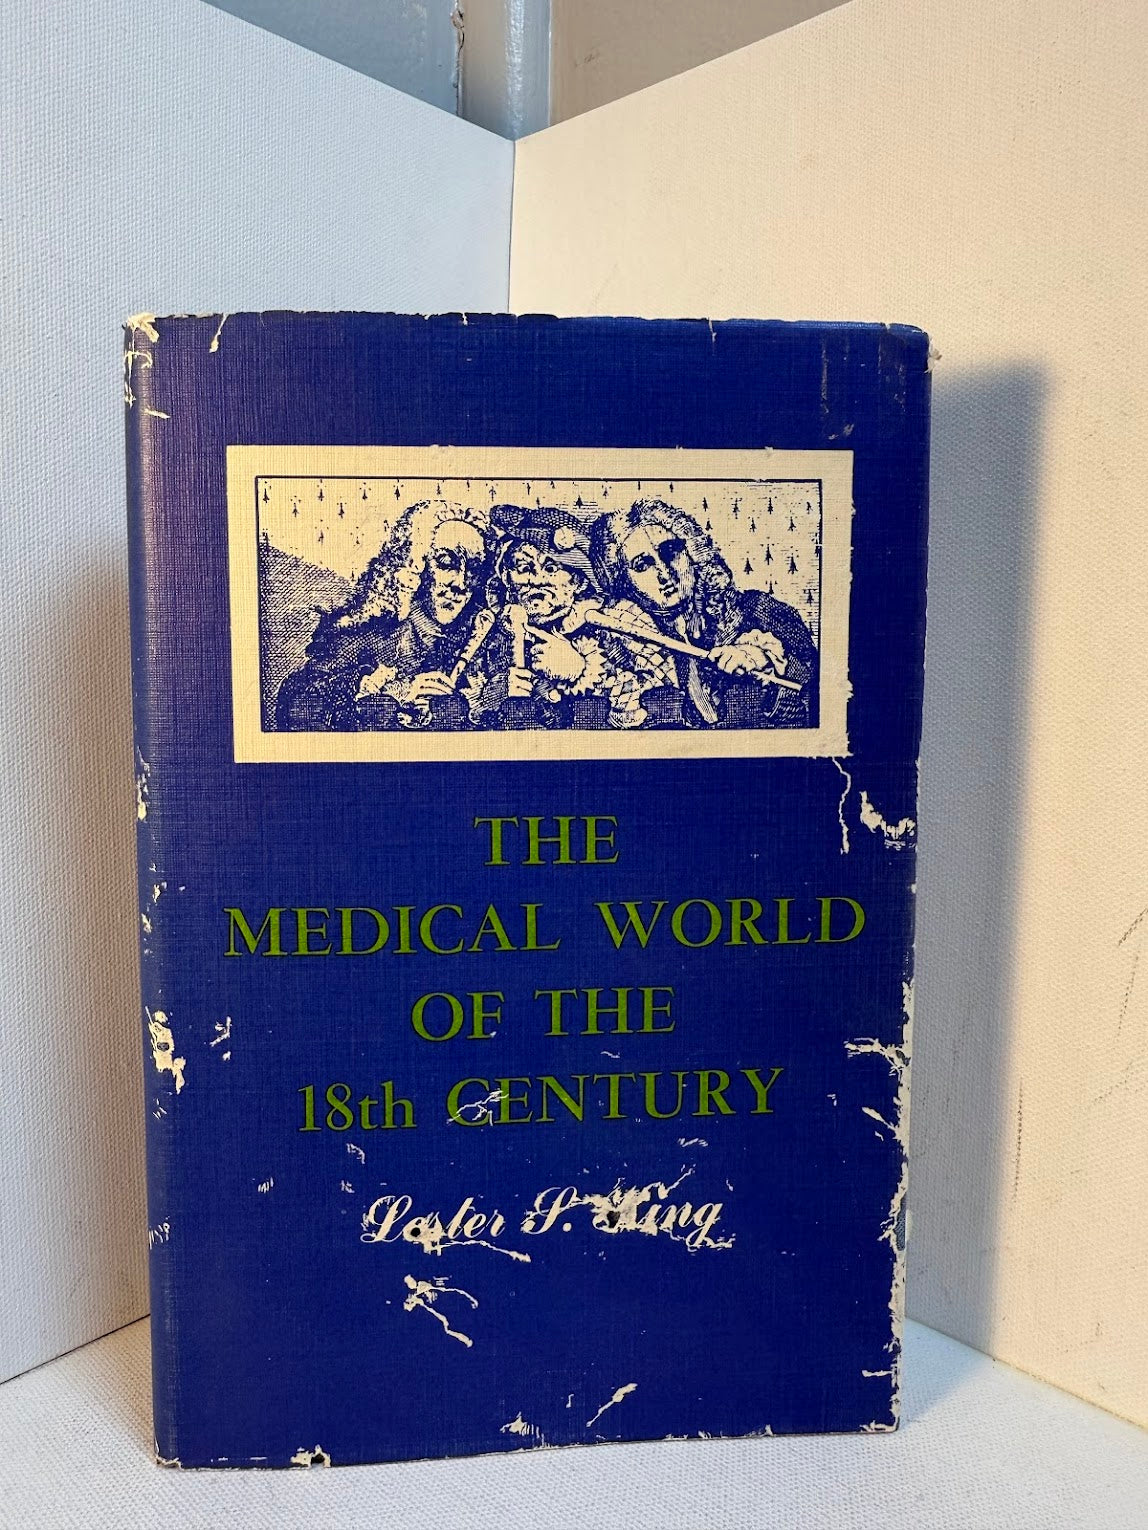 THE
MEDICAL WORLD
OF THE
18th CENTURY
Lester S. King